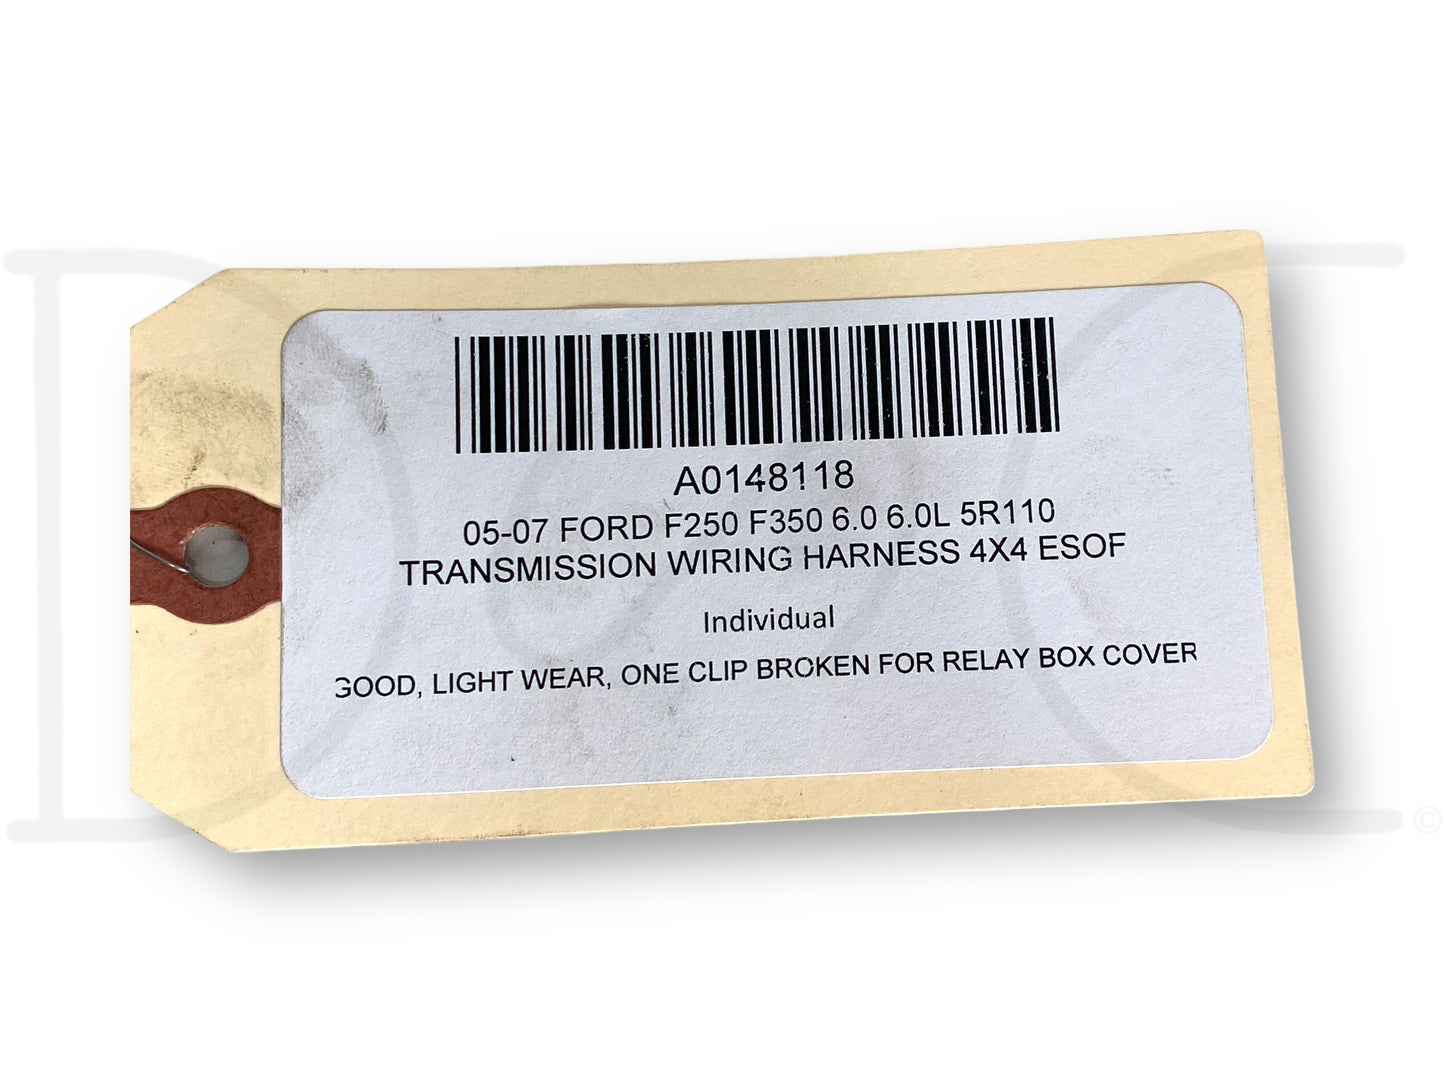 A0148118
05-07 FORD F250 F350 6.0 6.0L 5R110
TRANSMISSION WIRING HARNESS 4X4 ESOF
Individual
GOOD, LIGHT WEAR, ONE CLIP BROKEN FOR RELAY BOX COVER